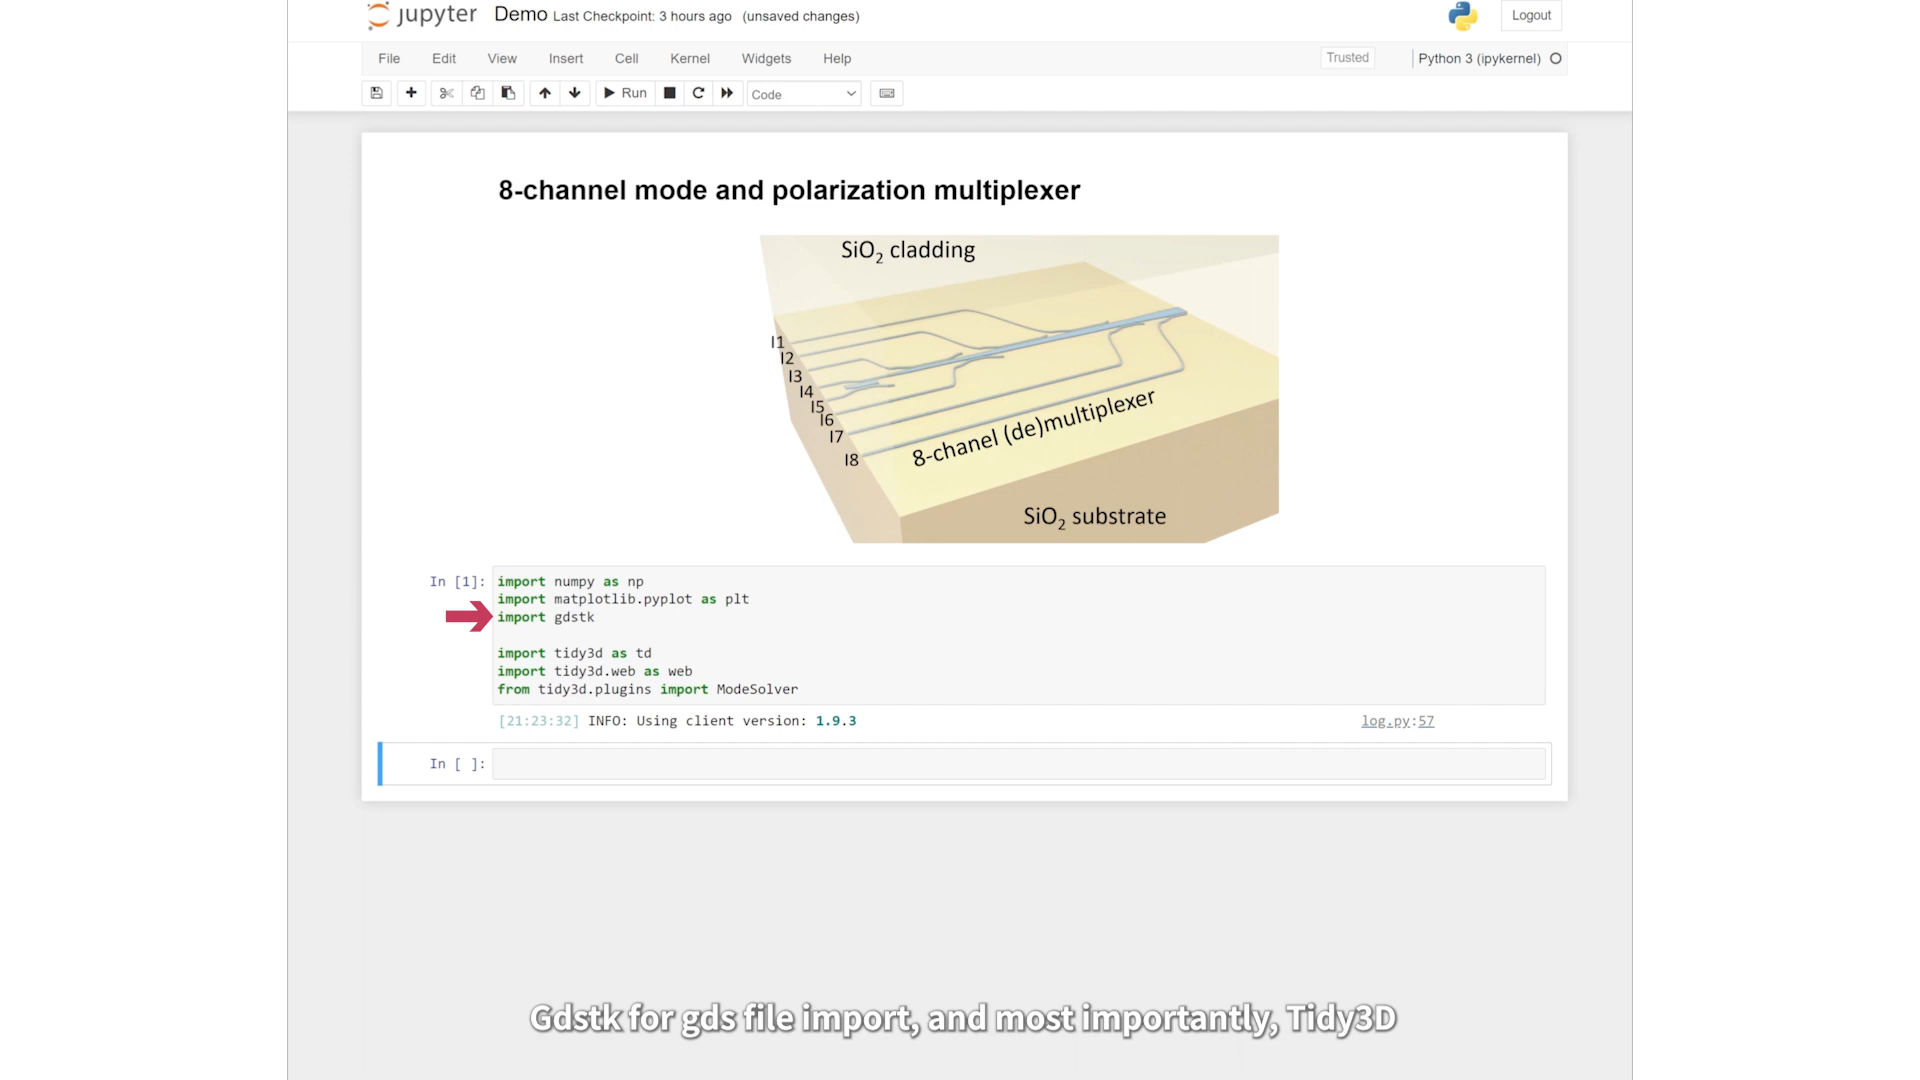 jupyter Demo Last Checkpoint: 3 hours ago (unsaved changes)
Logout
File Edit View Insert Cell Kernel Widgets Help
Trusted
Python 3 (ipykernel)
Run
Code
8-channel mode and polarization multiplexer
SiO₂ cladding
I1
I2
I3
I4
I5
I6
I7
I8
8-chanel (de)multiplexer
SiO₂ substrate
In [1]:
import numpy as np
import matplotlib.pyplot as plt
import gdstk
import tidy3d as td
import tidy3d.web as web
from tidy3d.plugins import ModeSolver
[21:23:32] INFO: Using client version: 1.9.3 log.py:57
In [ ]:
Gdstk for gds file import, and most importantly, Tidy3D